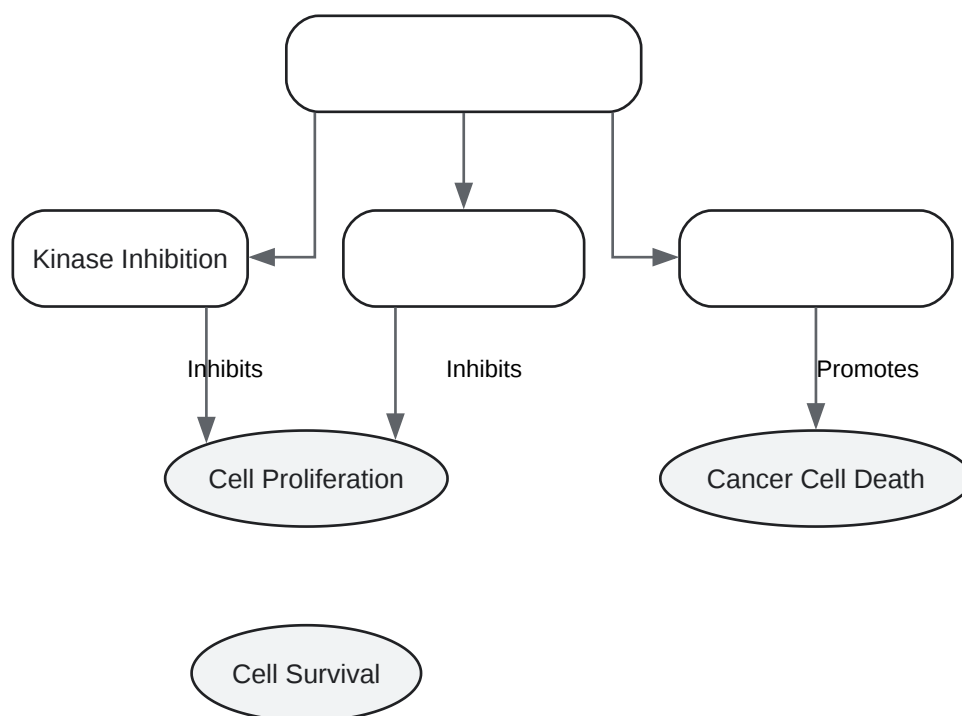 Kinase Inhibition
Inhibits
Inhibits
Promotes
Cell Proliferation
Cancer Cell Death
Cell Survival